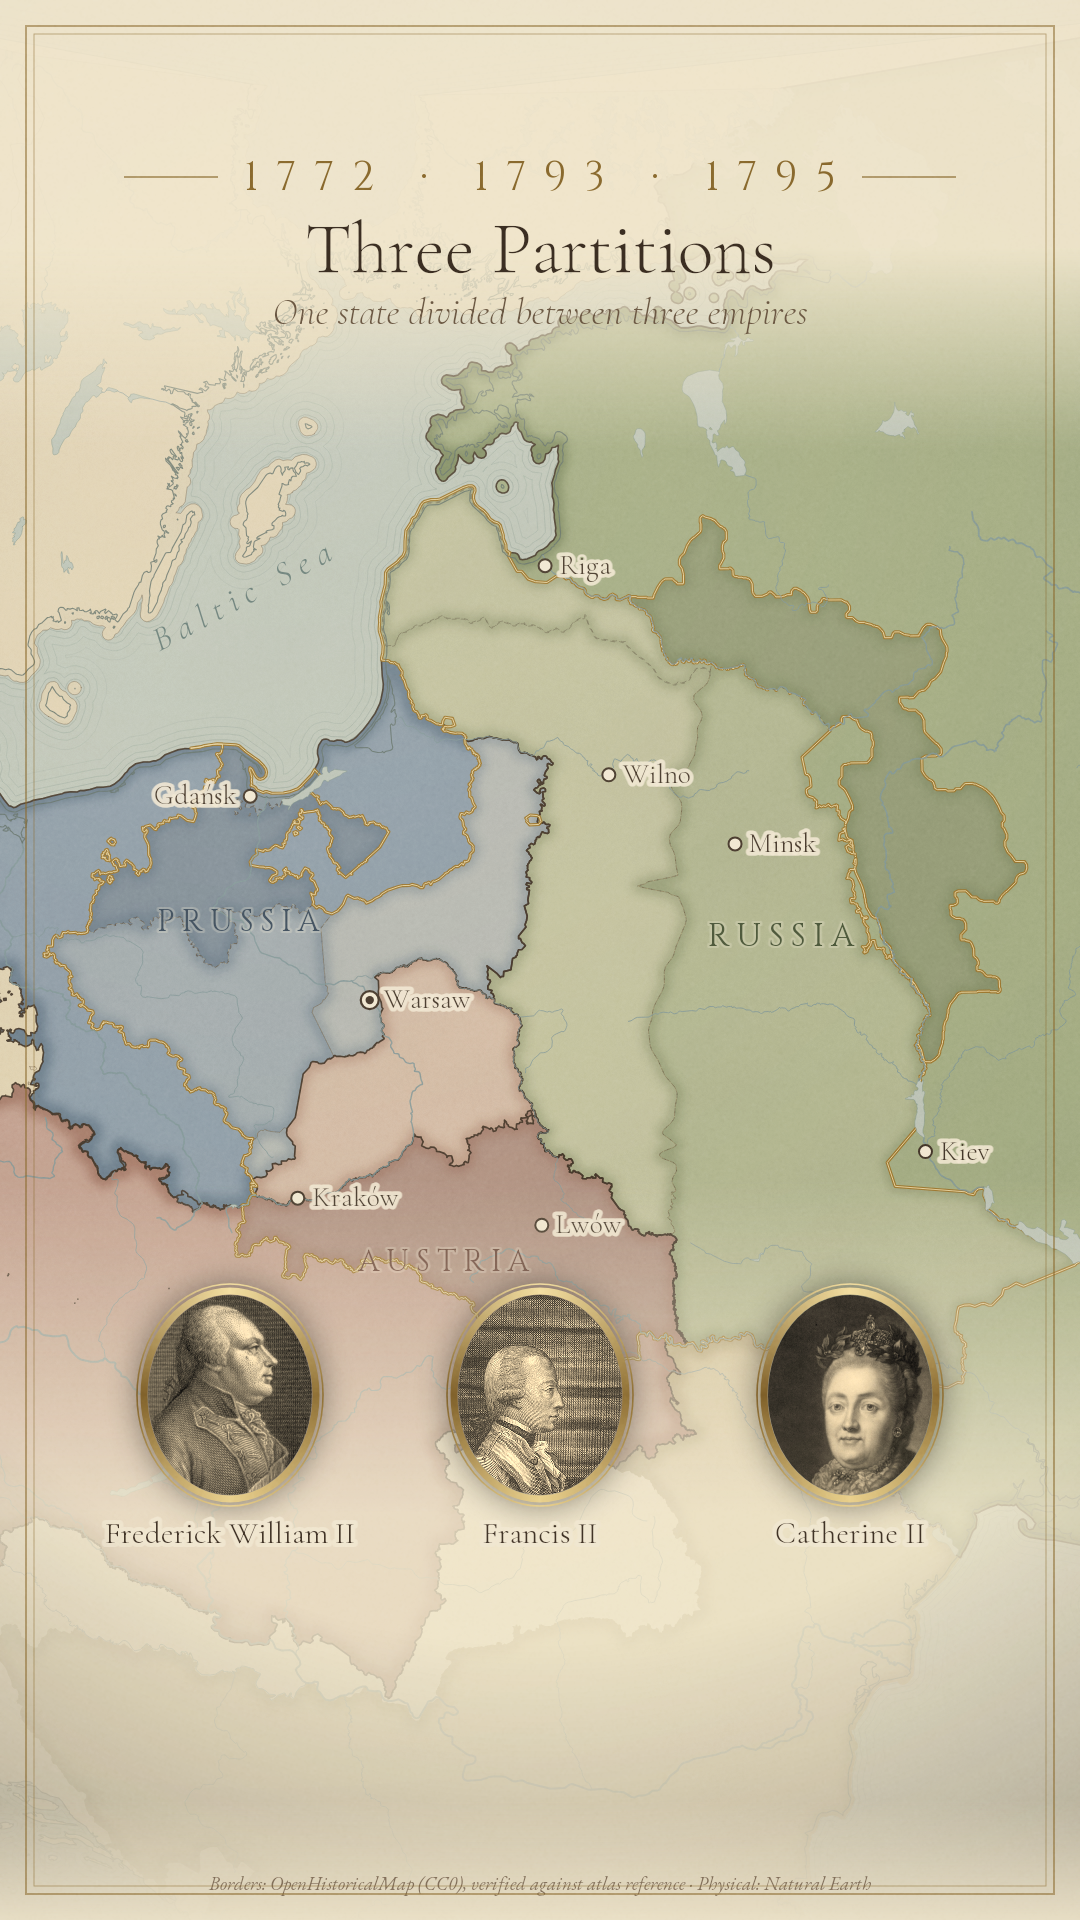 1772 · 1793 · 1795
Three Partitions
One state divided between three empires
Baltic Sea
Riga
Wilno
Gdańsk
Minsk
PRUSSIA
RUSSIA
Warsaw
Kiev
Kraków
Lwów
AUSTRIA
Frederick William II
Francis II
Catherine II
Borders: OpenHistoricalMap (CC0), verified against atlas reference · Physical: Natural Earth